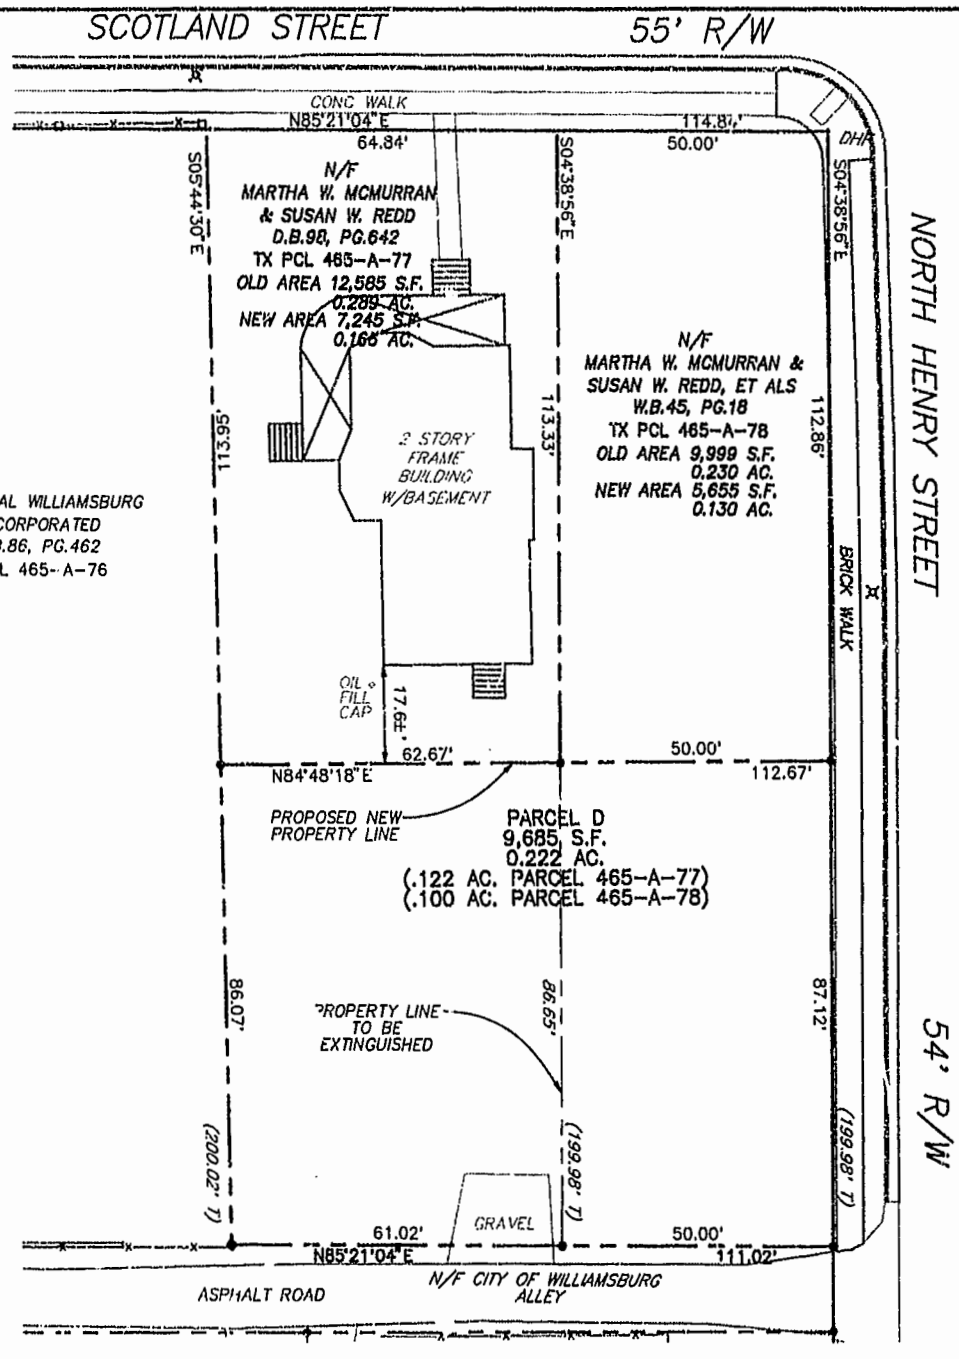 SCOTLAND STREET 55' R/W
CONC WALK
N85°21'04"E
64.84'
114.84'
50.00'
DHR
S05°44'30"E
S04°38'56"E
S04°38'56"E
N/F
MARTHA W. MCMURRAN
& SUSAN W. REDD
D.B.98, PG.642
TX PCL 465-A-77
OLD AREA 12,585 S.F.
0.289 AC.
NEW AREA 7,245 S.F.
0.166 AC.
N/F
MARTHA W. MCMURRAN &
SUSAN W. REDD, ET ALS
W.B.45, PG.18
TX PCL 465-A-78
OLD AREA 9,999 S.F.
0.230 AC.
NEW AREA 5,655 S.F.
0.130 AC.
NORTH HENRY STREET
54' R/W
113.95'
113.33'
112.86'
2 STORY
FRAME
BUILDING
W/BASEMENT
AL WILLIAMSBURG
CORPORATED
B.86, PG.462
L 465-A-76
BRICK WALK
OIL
FILL
CAP
17.6±'
62.67'
50.00'
N84°48'18"E
112.67'
PROPOSED NEW
PROPERTY LINE
PARCEL D
9,685 S.F.
0.222 AC.
(.122 AC. PARCEL 465-A-77)
(.100 AC. PARCEL 465-A-78)
86.07'
86.65'
87.12'
PROPERTY LINE
TO BE
EXTINGUISHED
(200.02' T)
(199.98' T)
(199.98' T)
61.02'
GRAVEL
50.00'
N85°21'04"E
111.02'
N/F CITY OF WILLIAMSBURG
ALLEY
ASPHALT ROAD